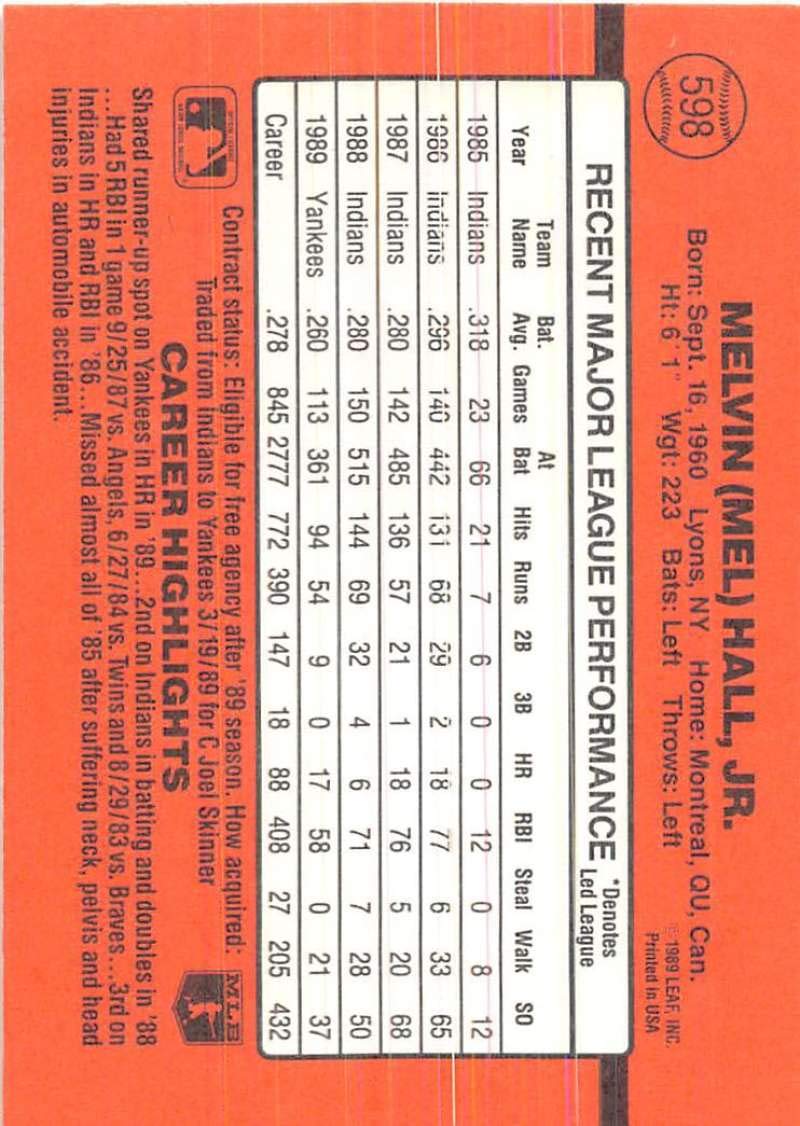 598
MELVIN (MEL) HALL, JR.
Born: Sept. 16, 1960 Lyons, NY Home: Montreal, QU, Can.
Ht: 6' 1" Wgt: 223 Bats: Left Throws: Left
© 1989 LEAF, INC.
Printed in USA
RECENT MAJOR LEAGUE PERFORMANCE
*Denotes
Led League
Year Team Name Bat. Avg. Games At Bat Hits Runs 2B 3B HR RBI Steal Walk SO
1985 Indians .318 23 66 21 7 6 0 0 12 0 8 12
1986 Indians .296 140 442 131 68 29 2 18 77 6 33 65
1987 Indians .280 142 485 136 57 21 1 18 76 5 20 68
1988 Indians .280 150 515 144 69 32 4 6 71 7 28 50
1989 Yankees .260 113 361 94 54 9 0 17 58 0 21 37
Career .278 845 2777 772 390 147 18 88 408 27 205 432
Contract status: Eligible for free agency after '89 season. How acquired:
Traded from Indians to Yankees 3/19/89 for C Joel Skinner
CAREER HIGHLIGHTS
MLB
Shared runner-up spot on Yankees in HR in '89...2nd on Indians in batting and doubles in '88
...Had 5 RBI in 1 game 9/25/87 vs. Angels, 6/27/84 vs. Twins and 8/29/83 vs. Braves...3rd on
Indians in HR and RBI in '86...Missed almost all of '85 after suffering neck, pelvis and head
injuries in automobile accident.